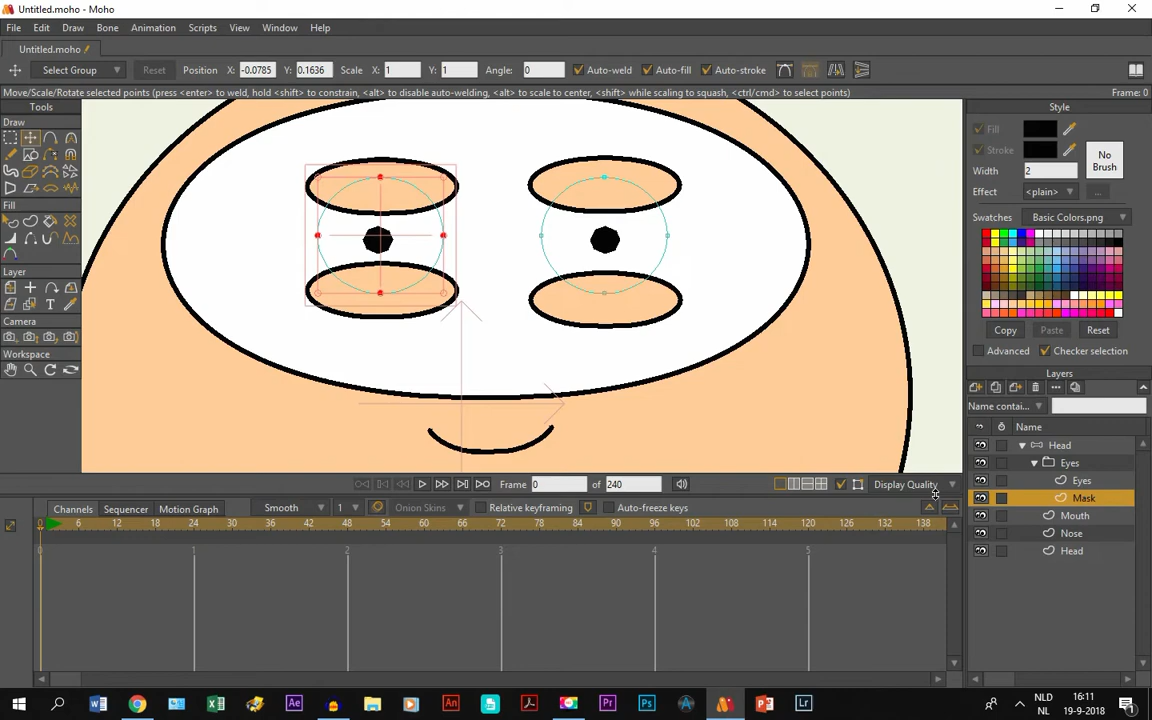 Untitled.moho - Moho
File Edit Draw Bone Animation Scripts View Window Help
Untitled.moho
Select Group Reset Position X: -0.0785 Y: 0.1636 Scale X: 1 Y: 1 Angle: 0 Auto-weld Auto-fill Auto-stroke
Move/Scale/Rotate selected points (press <enter> to weld, hold <shift> to constrain, <alt> to disable auto-welding, <alt> to scale to center, <shift> while scaling to squash, <ctrl/cmd> to select points) Frame: 0
Tools
Draw
Fill
Layer
Camera
Workspace
Style
Fill
Stroke
No
Brush
Width 2
Effect <plain> ...
Swatches Basic Colors.png
Copy Paste Reset
Advanced Checker selection
Layers
Name contai...
Name
Head
Eyes
Eyes
Mask
Mouth
Nose
Head
Frame 0 of 240 Display Quality
Channels Sequencer Motion Graph Smooth 1 Onion Skins Relative keyframing Auto-freeze keys
0 6 12 18 24 30 36 42 48 54 60 66 72 78 84 90 96 102 108 114 120 126 132 138
0 1 2 3 4 5
NLD
NL
16:11
19-9-2018
1